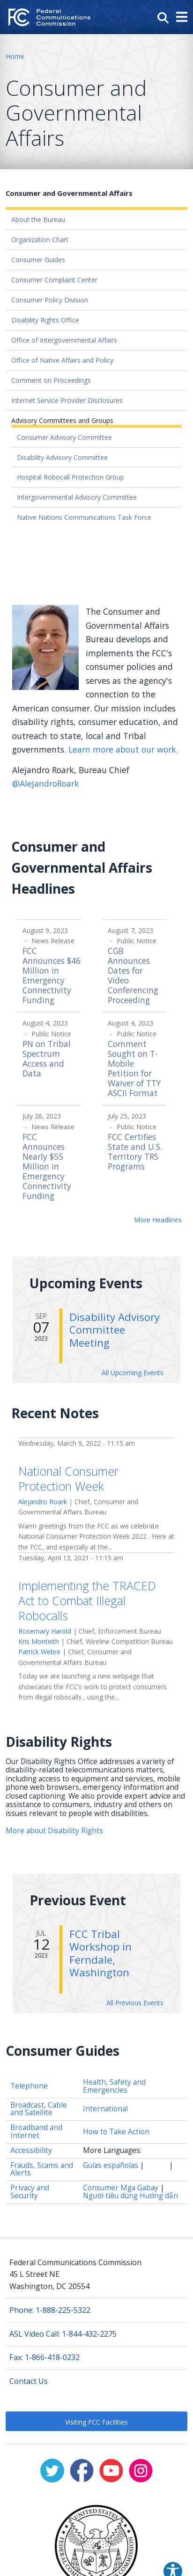 Federal
Communications
Commission
Home
Consumer and
Governmental
Affairs
Consumer and Governmental Affairs
About the Bureau
Organization Chart
Consumer Guides
Consumer Complaint Center
Consumer Policy Division
Disability Rights Office
Office of Intergovernmental Affairs
Office of Native Affairs and Policy
Comment on Proceedings
Internet Service Provider Disclosures
Advisory Committees and Groups
Consumer Advisory Committee
Disability Advisory Committee
Hospital Robocall Protection Group
Intergovernmental Advisory Committee
Native Nations Communications Task Force
The Consumer and
Governmental Affairs
Bureau develops and
implements the FCC's
consumer policies and
serves as the agency's
connection to the
American consumer. Our mission includes
disability rights, consumer education, and
outreach to state, local and Tribal
governments. Learn more about our work.
Alejandro Roark, Bureau Chief
@AlejandroRoark
Consumer and
Governmental Affairs
Headlines
August 9, 2023
- News Release
FCC
Announces $46
Million in
Emergency
Connectivity
Funding
August 7, 2023
- Public Notice
CGB
Announces
Dates for
Video
Conferencing
Proceeding
August 4, 2023
- Public Notice
PN on Tribal
Spectrum
Access and
Data
August 4, 2023
- Public Notice
Comment
Sought on T-
Mobile
Petition for
Waiver of TTY
ASCII Format
July 26, 2023
- News Release
FCC
Announces
Nearly $55
Million in
Emergency
Connectivity
Funding
July 25, 2023
- Public Notice
FCC Certifies
State and U.S.
Territory TRS
Programs
More Headlines
Upcoming Events
SEP
07
2023
Disability Advisory
Committee
Meeting
All Upcoming Events
Recent Notes
Wednesday, March 9, 2022 - 11:15 am
National Consumer
Protection Week
Alejandro Roark | Chief, Consumer and
Governmental Affairs Bureau
Warm greetings from the FCC as we celebrate
National Consumer Protection Week 2022 . Here at
the FCC, and especially at the...
Tuesday, April 13, 2021 - 11:15 am
Implementing the TRACED
Act to Combat Illegal
Robocalls
Rosemary Harold | Chief, Enforcement Bureau
Kris Monteith | Chief, Wireline Competition Bureau
Patrick Webre | Chief, Consumer and
Governmental Affairs Bureau
Today we are launching a new webpage that
showcases the FCC's work to protect consumers
from illegal robocalls , using the...
Disability Rights
Our Disability Rights Office addresses a variety of
disability-related telecommunications matters,
including access to equipment and services, mobile
phone web browsers, emergency information and
closed captioning. We also provide expert advice and
assistance to consumers, industry and others on
issues relevant to people with disabilities.
More about Disability Rights
Previous Event
JUL
12
2023
FCC Tribal
Workshop in
Ferndale,
Washington
All Previous Events
Consumer Guides
Telephone
Health, Safety and
Emergencies
Broadcast, Cable
and Satellite
International
Broadband and
Internet
How to Take Action
Accessibility
More Languages:
Frauds, Scams and
Alerts
Guías españolas | |
Privacy and
Security
Consumer Mga Gabay |
Người tiêu dùng Hướng dẫn
Federal Communications Commission
45 L Street NE
Washington, DC 20554
Phone: 1-888-225-5322
ASL Video Call: 1-844-432-2275
Fax: 1-866-418-0232
Contact Us
Visiting FCC Facilities